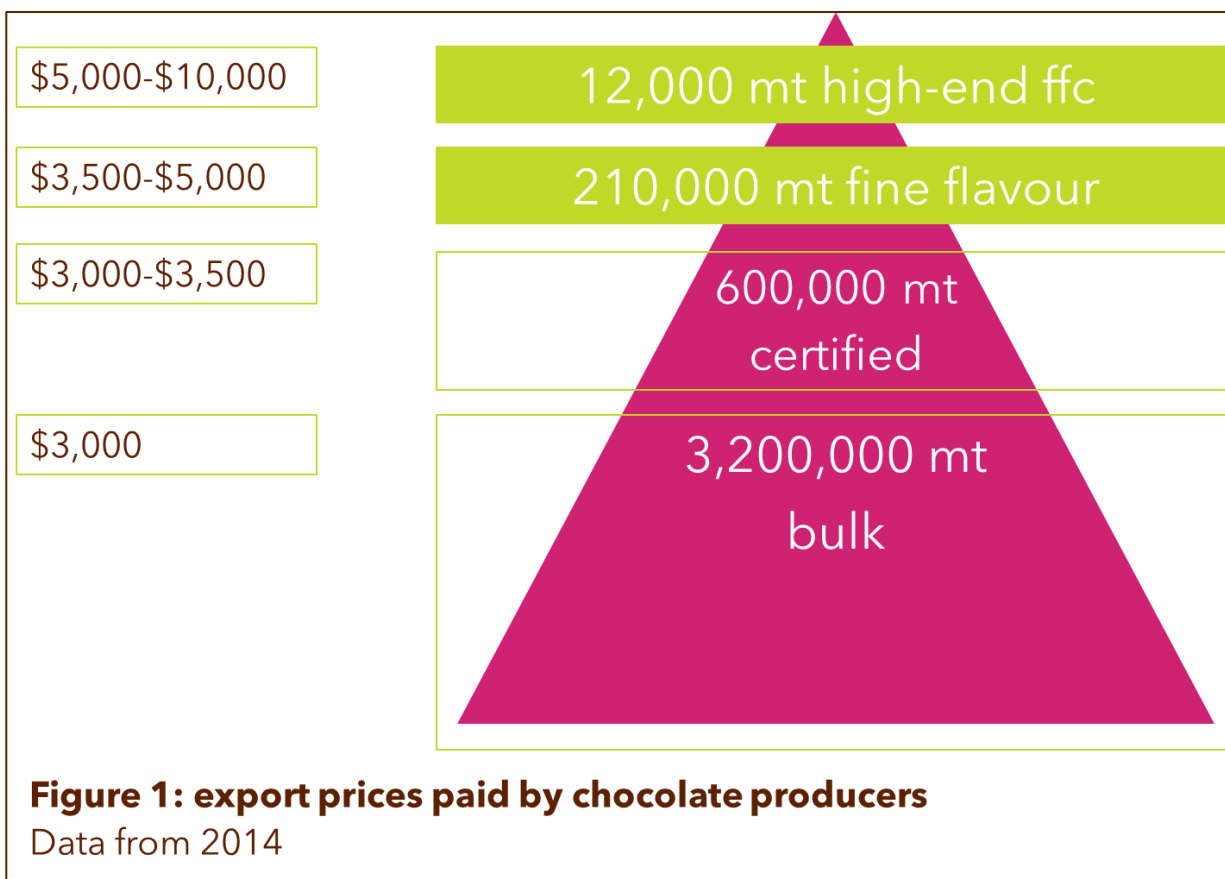 $5,000-$10,000
12,000 mt high-end ffc
$3,500-$5,000
210,000 mt fine flavour
$3,000-$3,500
600,000 mt
certified
$3,000
3,200,000 mt
bulk
Figure 1: export prices paid by chocolate producers
Data from 2014